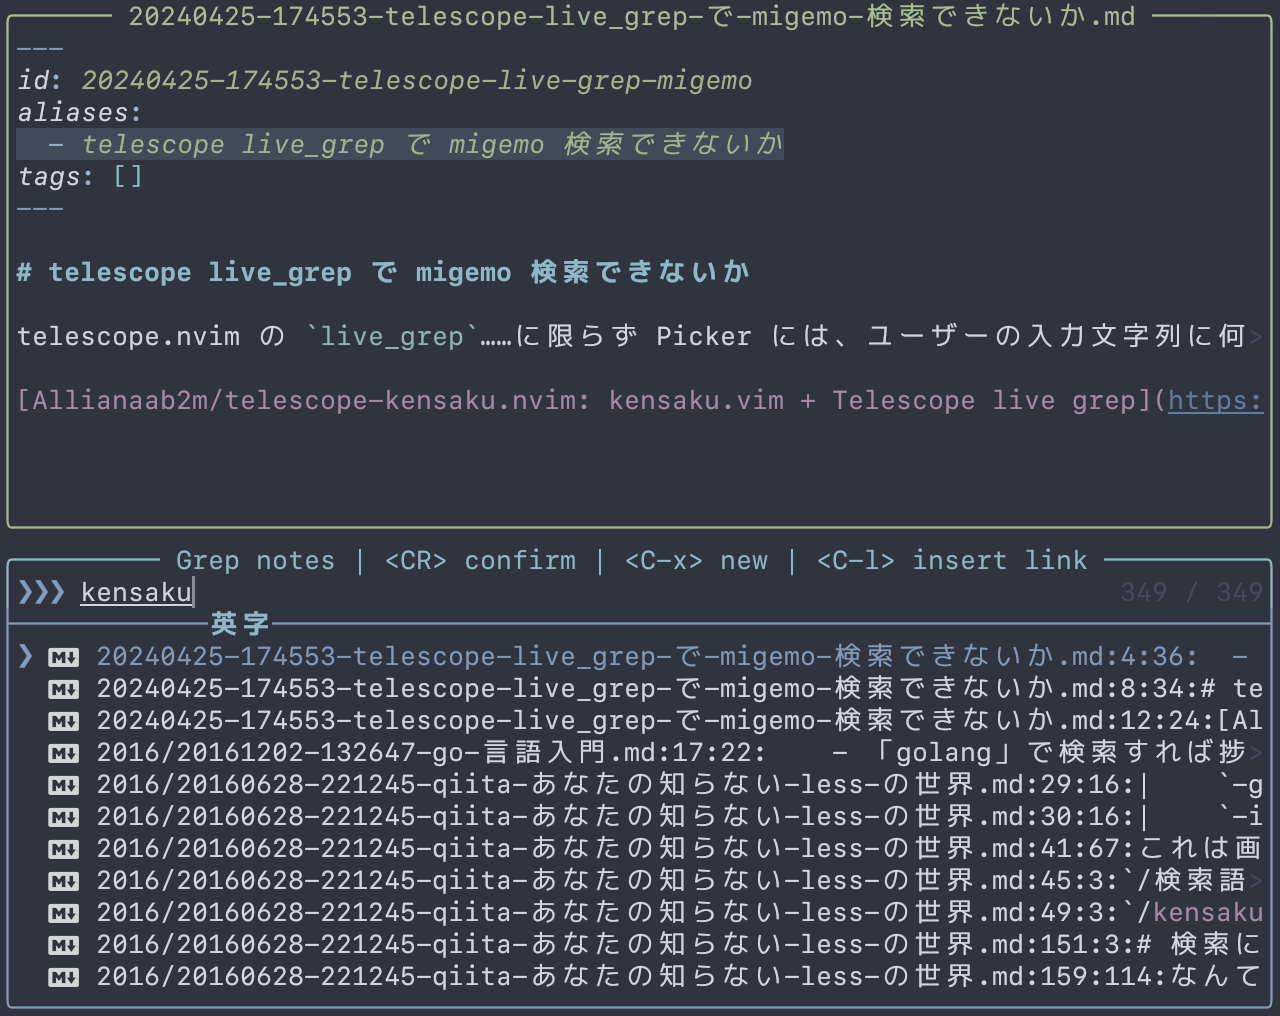 20240425-174553-telescope-live_grep-で-migemo-検索できないか.md
---
id: 20240425-174553-telescope-live-grep-migemo
aliases:
  - telescope live_grep で migemo 検索できないか
tags: []
---
# telescope live_grep で migemo 検索できないか
telescope.nvim の `live_grep`……に限らず Picker には、ユーザーの入力文字列に何>
[Allianaab2m/telescope-kensaku.nvim: kensaku.vim + Telescope live grep](https:
Grep notes | <CR> confirm | <C-x> new | <C-l> insert link
❯❯❯ kensaku 349 / 349
英字
❯ M↓ 20240425-174553-telescope-live_grep-で-migemo-検索できないか.md:4:36:  -
M↓ 20240425-174553-telescope-live_grep-で-migemo-検索できないか.md:8:34:# te
M↓ 20240425-174553-telescope-live_grep-で-migemo-検索できないか.md:12:24:[Al
M↓ 2016/20161202-132647-go-言語入門.md:17:22:    - 「golang」で検索すれば捗>
M↓ 2016/20160628-221245-qiita-あなたの知らない-less-の世界.md:29:16:|    `-g
M↓ 2016/20160628-221245-qiita-あなたの知らない-less-の世界.md:30:16:|    `-i
M↓ 2016/20160628-221245-qiita-あなたの知らない-less-の世界.md:41:67:これは画
M↓ 2016/20160628-221245-qiita-あなたの知らない-less-の世界.md:45:3:`/検索語>
M↓ 2016/20160628-221245-qiita-あなたの知らない-less-の世界.md:49:3:`/kensaku
M↓ 2016/20160628-221245-qiita-あなたの知らない-less-の世界.md:151:3:# 検索に
M↓ 2016/20160628-221245-qiita-あなたの知らない-less-の世界.md:159:114:なんて